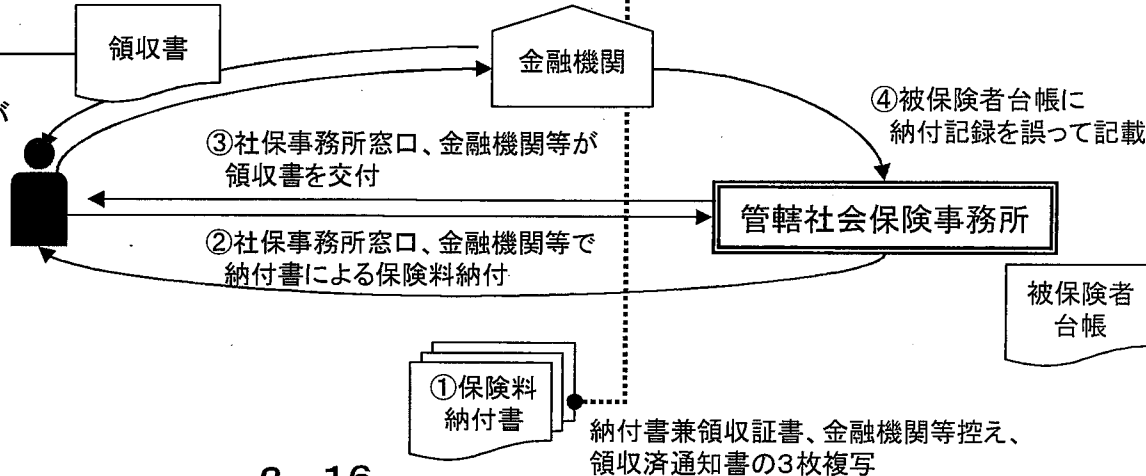 領収書
金融機関
が
④被保険者台帳に
納付記録を誤って記載
③社保事務所窓口、金融機関等が
領収書を交付
管轄社会保険事務所
②社保事務所窓口、金融機関等で
納付書による保険料納付
被保険者
台帳
①保険料
納付書
納付書兼領収証書、金融機関等控え、
領収済通知書の3枚複写